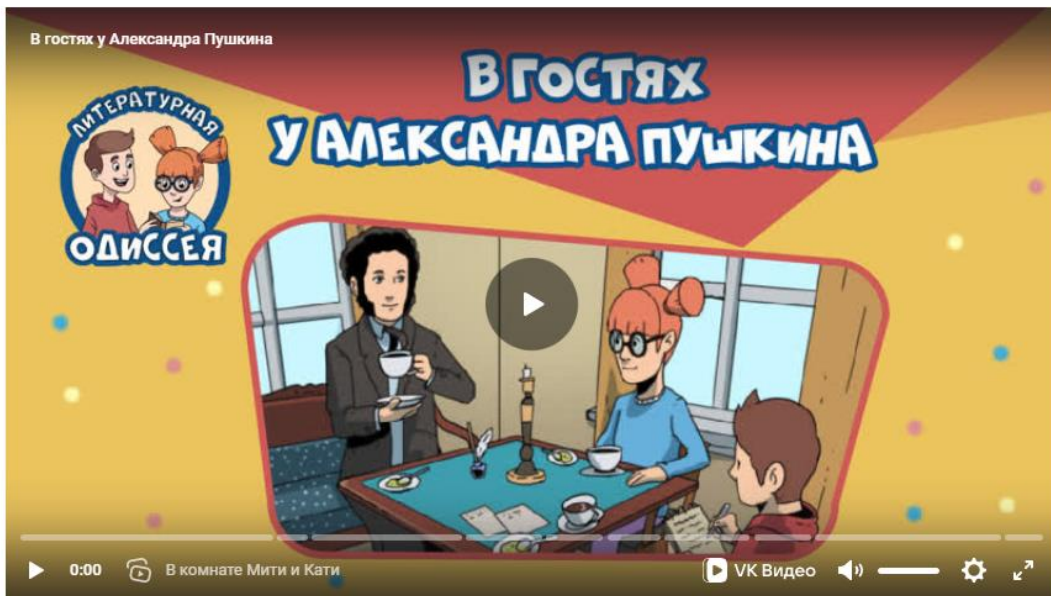 В гостях у Александра Пушкина
В ГОСТЯХ
У АЛЕКСАНДРА ПУШКИНА
ЛИТЕРАТУРНАЯ
ОДИССЕЯ
0:00
В комнате Мити и Кати
VK Видео